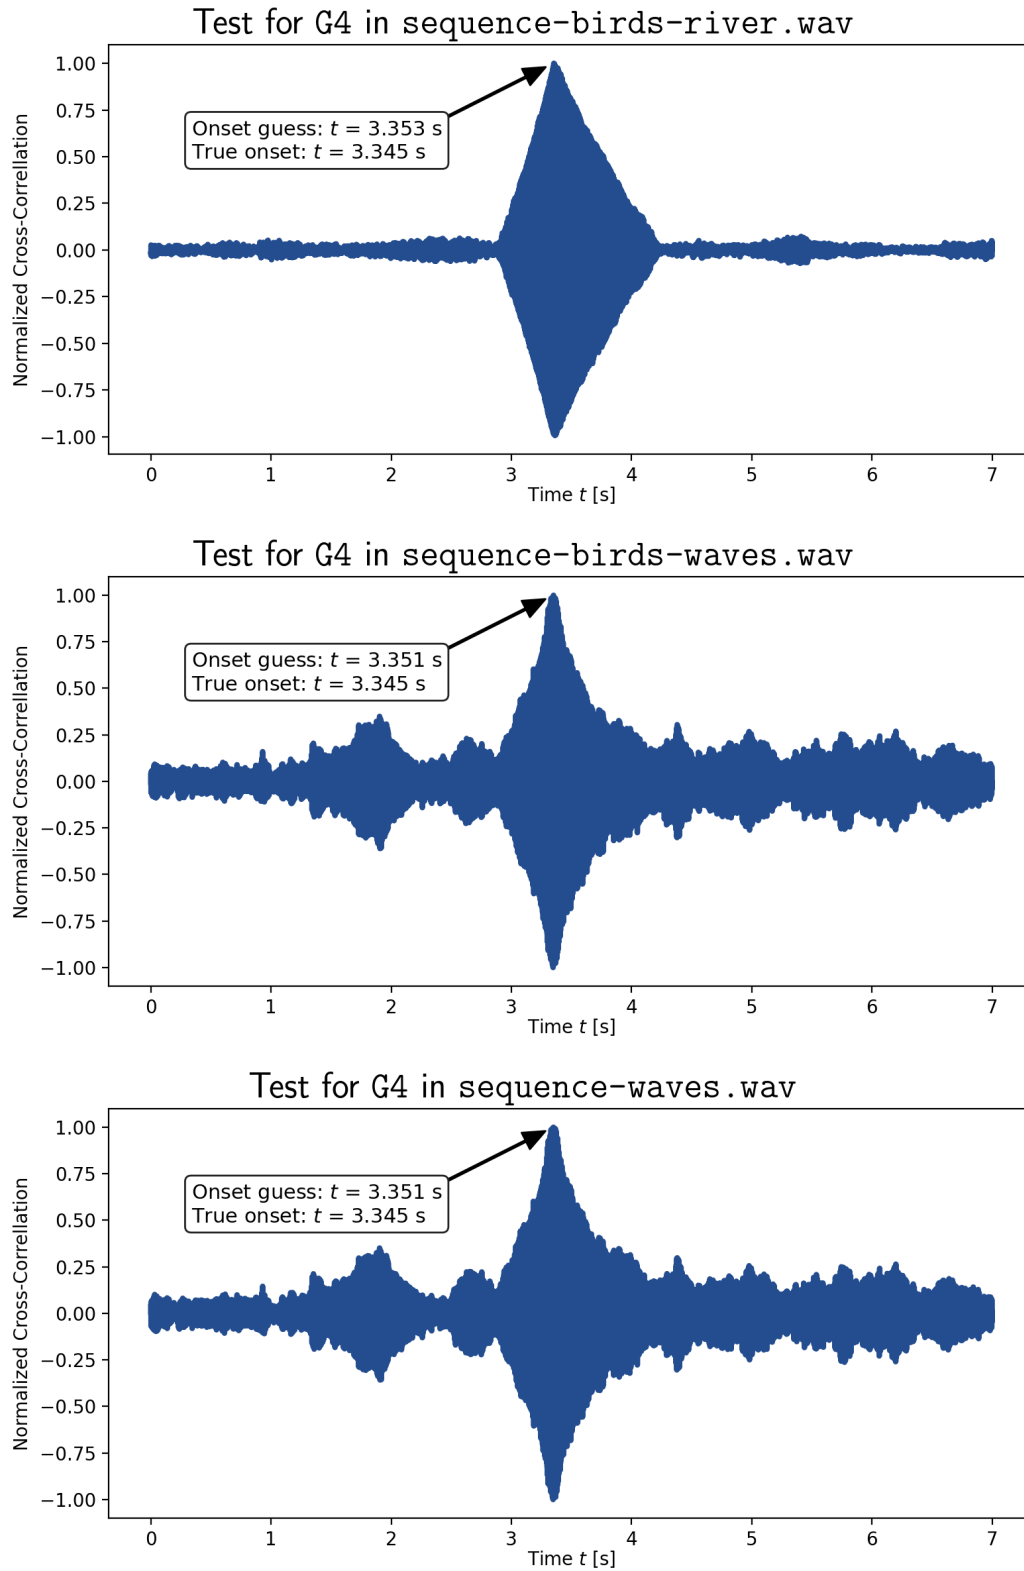 Test for G4 in sequence-birds-river.wav
1.00
0.75
0.50
0.25
0.00
−0.25
−0.50
−0.75
−1.00
Normalized Cross-Correllation
Onset guess: t = 3.353 s
True onset: t = 3.345 s
0 1 2 3 4 5 6 7
Time t [s]
Test for G4 in sequence-birds-waves.wav
1.00
0.75
0.50
0.25
0.00
−0.25
−0.50
−0.75
−1.00
Normalized Cross-Correllation
Onset guess: t = 3.351 s
True onset: t = 3.345 s
0 1 2 3 4 5 6 7
Time t [s]
Test for G4 in sequence-waves.wav
1.00
0.75
0.50
0.25
0.00
−0.25
−0.50
−0.75
−1.00
Normalized Cross-Correllation
Onset guess: t = 3.351 s
True onset: t = 3.345 s
0 1 2 3 4 5 6 7
Time t [s]